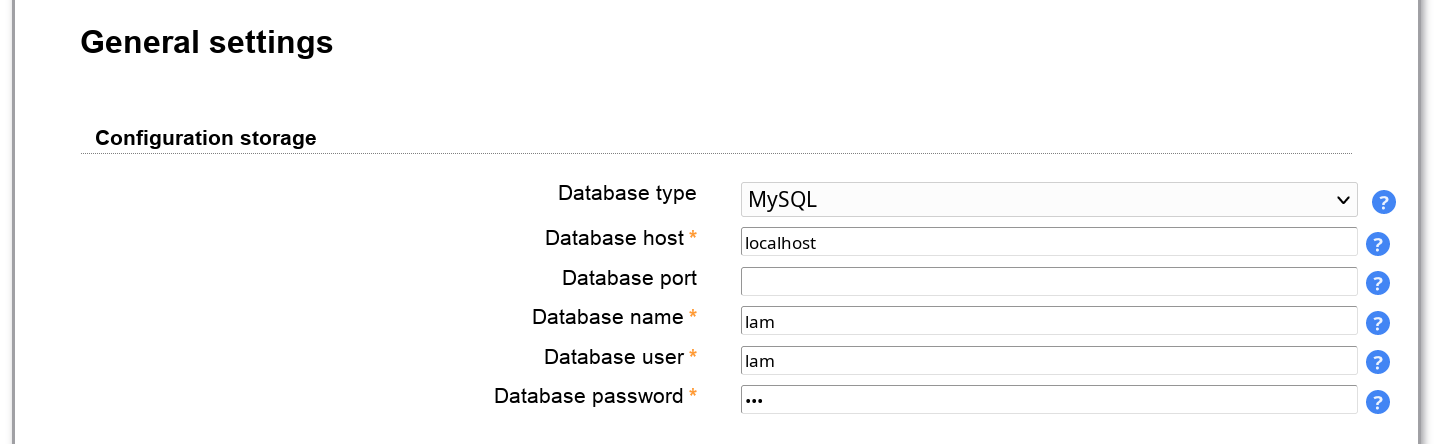 General settings
Configuration storage
Database type MySQL ?
Database host * localhost ?
Database port ?
Database name * lam ?
Database user * lam ?
Database password * ••• ?